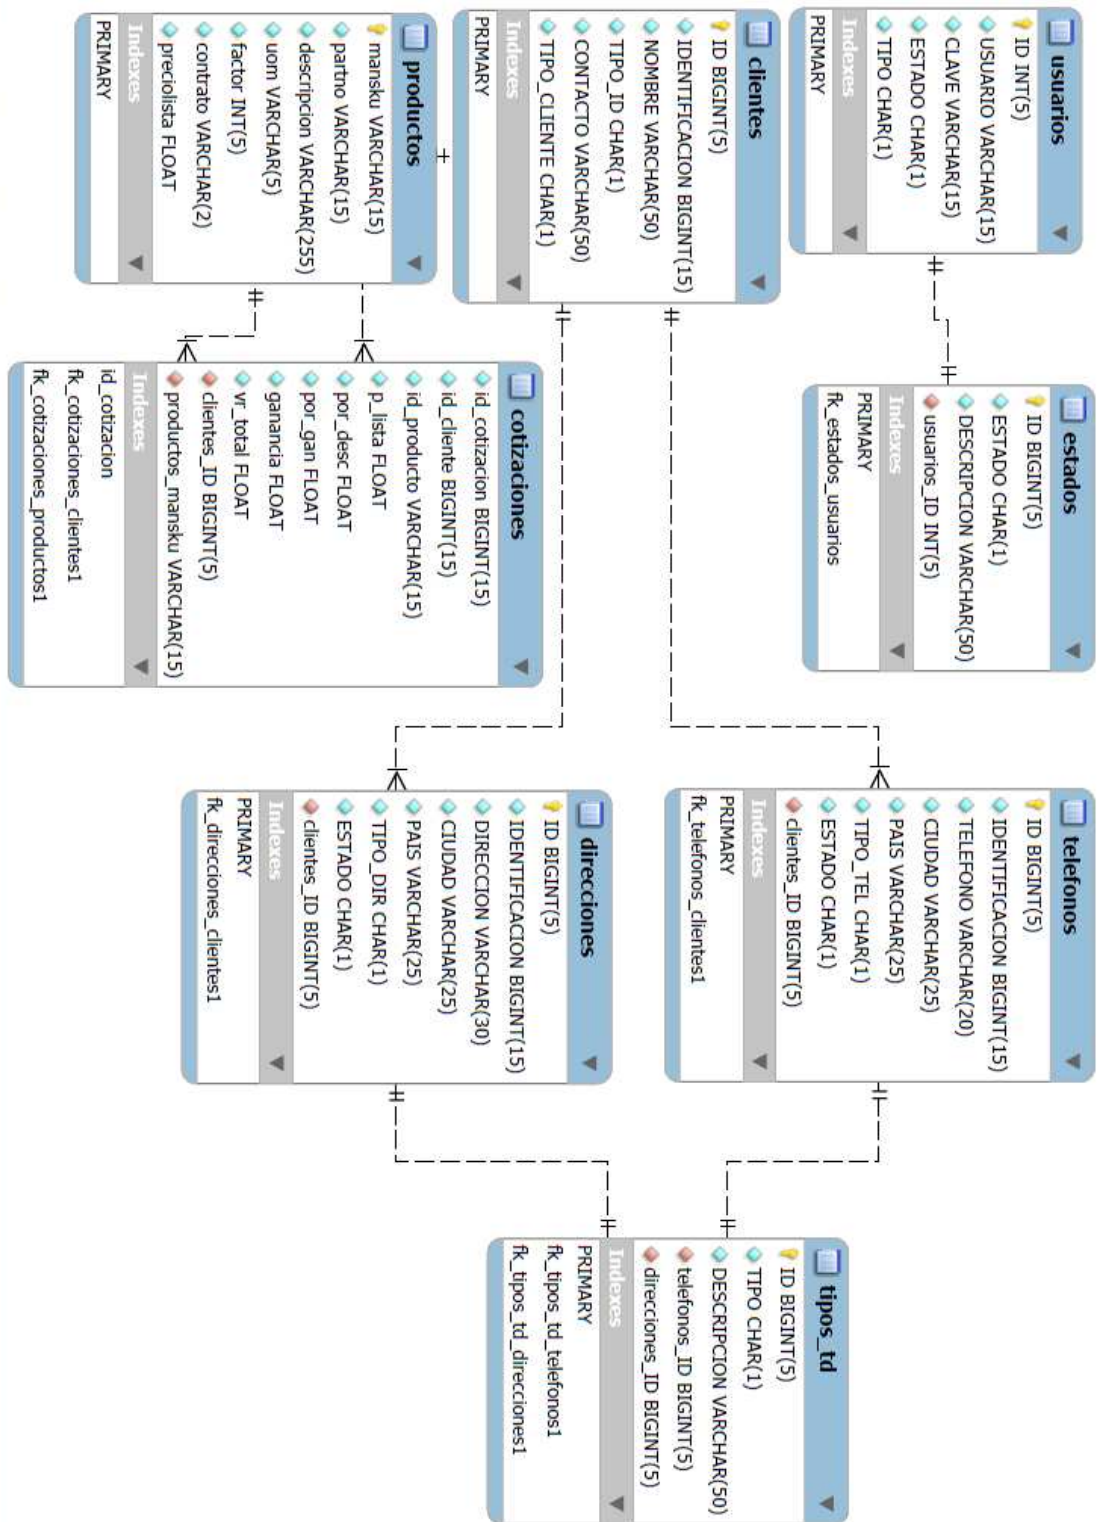 usuarios
ID INT(5)
USUARIO VARCHAR(15)
CLAVE VARCHAR(15)
ESTADO CHAR(1)
TIPO CHAR(1)
Indexes
PRIMARY
estados
ID BIGINT(5)
ESTADO CHAR(1)
DESCRIPCION VARCHAR(50)
usuarios_ID INT(5)
Indexes
PRIMARY
fk_estados_usuarios
clientes
ID BIGINT(5)
IDENTIFICACION BIGINT(15)
NOMBRE VARCHAR(50)
TIPO_ID CHAR(1)
CONTACTO VARCHAR(50)
TIPO_CLIENTE CHAR(1)
Indexes
PRIMARY
telefonos
ID BIGINT(5)
IDENTIFICACION BIGINT(15)
TELEFONO VARCHAR(20)
CIUDAD VARCHAR(25)
PAIS VARCHAR(25)
TIPO_TEL CHAR(1)
ESTADO CHAR(1)
clientes_ID BIGINT(5)
Indexes
PRIMARY
fk_telefonos_clientes1
tipos_td
ID BIGINT(5)
TIPO CHAR(1)
DESCRIPCION VARCHAR(50)
telefonos_ID BIGINT(5)
direcciones_ID BIGINT(5)
Indexes
PRIMARY
fk_tipos_td_telefonos1
fk_tipos_td_direcciones1
productos
mansku VARCHAR(15)
partno VARCHAR(15)
descripcion VARCHAR(255)
uom VARCHAR(5)
factor INT(5)
contrato VARCHAR(2)
preciolista FLOAT
Indexes
PRIMARY
cotizaciones
id_cotizacion BIGINT(15)
id_cliente BIGINT(15)
id_producto VARCHAR(15)
p_lista FLOAT
por_desc FLOAT
por_gan FLOAT
ganancia FLOAT
vr_total FLOAT
clientes_ID BIGINT(5)
productos_mansku VARCHAR(15)
Indexes
id_cotizacion
fk_cotizaciones_clientes1
fk_cotizaciones_productos1
direcciones
ID BIGINT(5)
IDENTIFICACION BIGINT(15)
DIRECCION VARCHAR(30)
CIUDAD VARCHAR(25)
PAIS VARCHAR(25)
TIPO_DIR CHAR(1)
ESTADO CHAR(1)
clientes_ID BIGINT(5)
Indexes
PRIMARY
fk_direcciones_clientes1